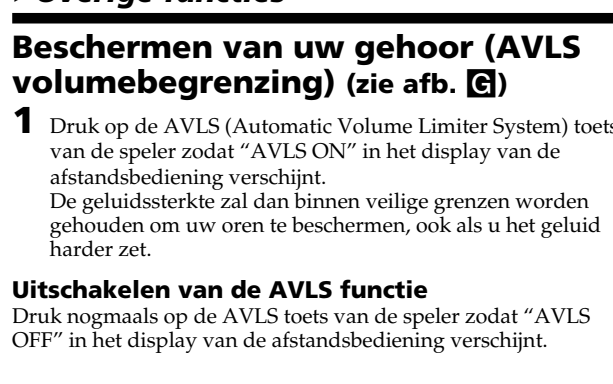 Overige functies
Beschermen van uw gehoor (AVLS
volumebegrenzing) (zie afb. G)
1 Druk op de AVLS (Automatic Volume Limiter System) toets
van de speler zodat “AVLS ON” in het display van de
afstandsbediening verschijnt.
De geluidssterkte zal dan binnen veilige grenzen worden
gehouden om uw oren te beschermen, ook als u het geluid
harder zet.
Uitschakelen van de AVLS functie
Druk nogmaals op de AVLS toets van de speler zodat “AVLS
OFF” in het display van de afstandsbediening verschijnt.